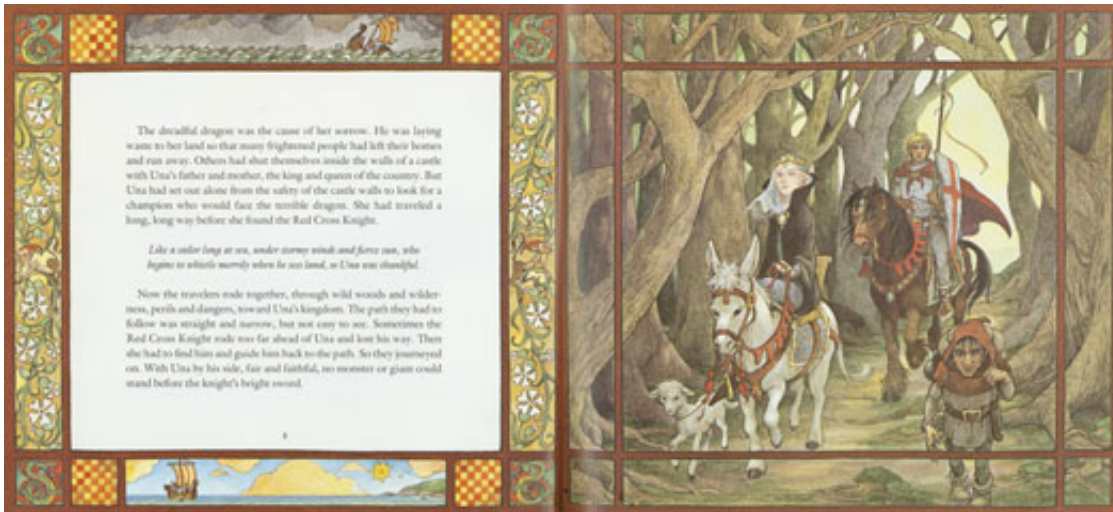 The dreadful dragon was the cause of her sorrow. He was laying
waste to her land so that many frightened people had left their homes
and run away. Others had shut themselves inside the walls of a castle
with Una's father and mother, the king and queen of the country. But
Una had set out alone from the safety of the castle walls to look for a
champion who would face the terrible dragon. She had traveled a
long, long way before she found the Red Cross Knight.
Like a sailor long at sea, under stormy winds and fierce sun, who
begins to whistle merrily when he sees land, so Una was thankful.
Now the travelers rode together, through wild woods and wilder-
ness, perils and dangers, toward Una's kingdom. The path they had to
follow was straight and narrow, but not easy to see. Sometimes the
Red Cross Knight rode too far ahead of Una and lost his way. Then
she had to find him and guide him back to the path. So they journeyed
on. With Una by his side, fair and faithful, no monster or giant could
stand before the knight's bright sword.